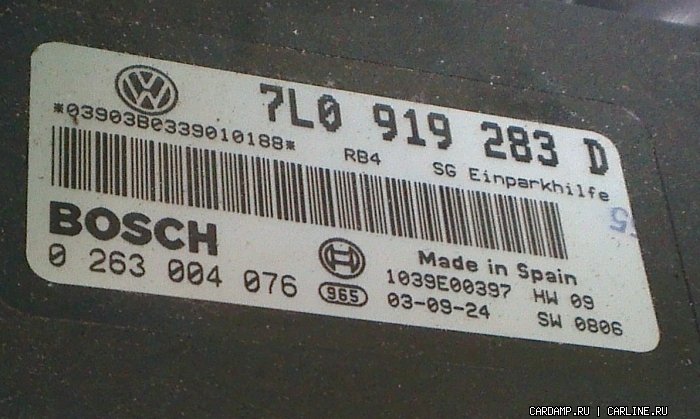 7L0 919 283 D
*03903B0339010188*
RB4 SG Einparkhilfe
BOSCH
0 263 004 076
965
Made in Spain
1039E00397 HW 09
03-09-24 SW 0806
CARDAMP.RU | CARLINE.RU